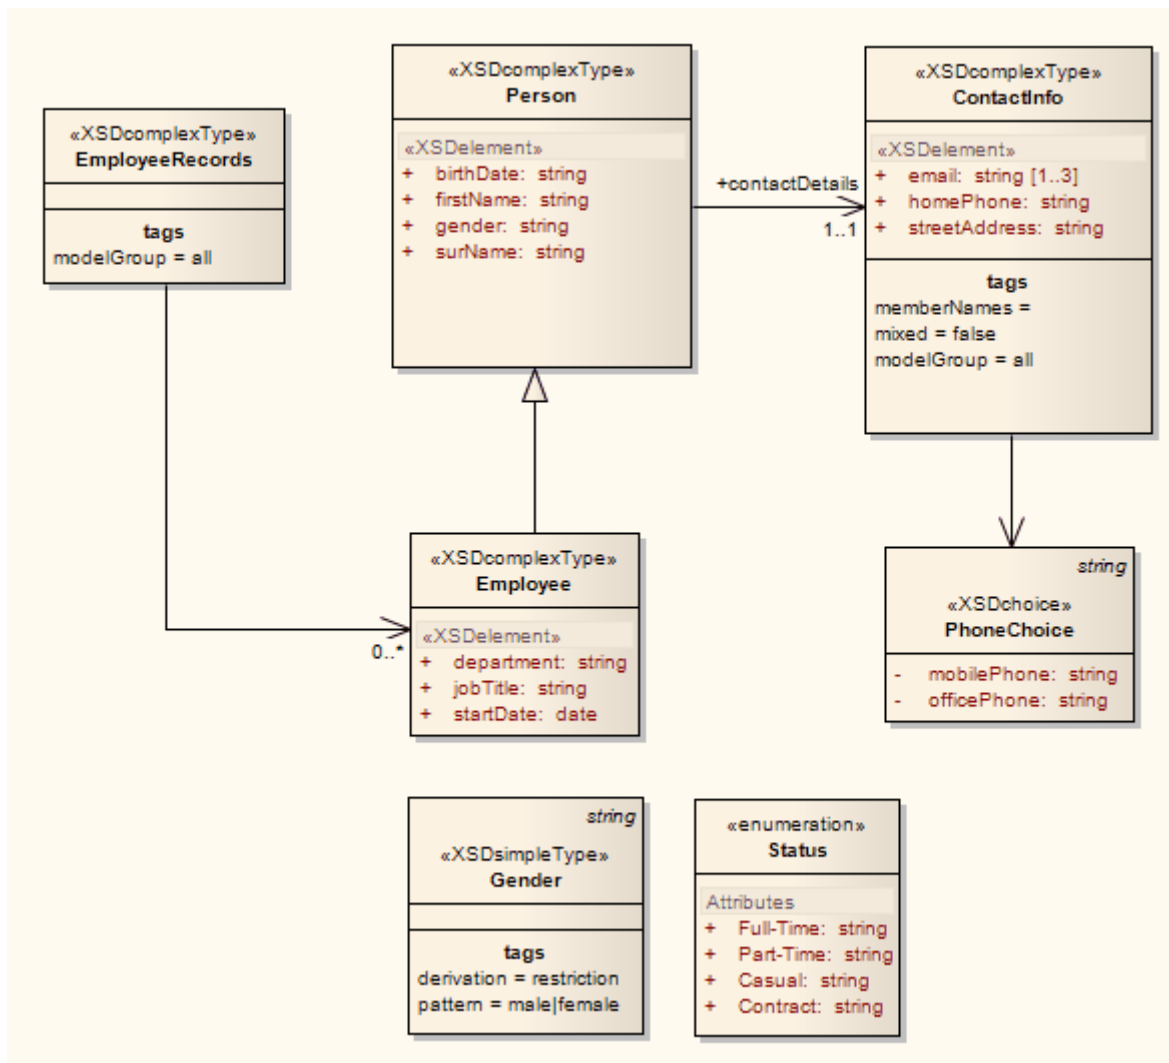 «XSDcomplexType»
EmployeeRecords
tags
modelGroup = all
«XSDcomplexType»
Person
«XSDelement»
+ birthDate: string
+ firstName: string
+ gender: string
+ surName: string
+contactDetails
1..1
«XSDcomplexType»
ContactInfo
«XSDelement»
+ email: string [1..3]
+ homePhone: string
+ streetAddress: string
tags
memberNames =
mixed = false
modelGroup = all
0..*
«XSDcomplexType»
Employee
«XSDelement»
+ department: string
+ jobTitle: string
+ startDate: date
string
«XSDchoice»
PhoneChoice
- mobilePhone: string
- officePhone: string
string
«XSDsimpleType»
Gender
tags
derivation = restriction
pattern = male|female
«enumeration»
Status
Attributes
+ Full-Time: string
+ Part-Time: string
+ Casual: string
+ Contract: string